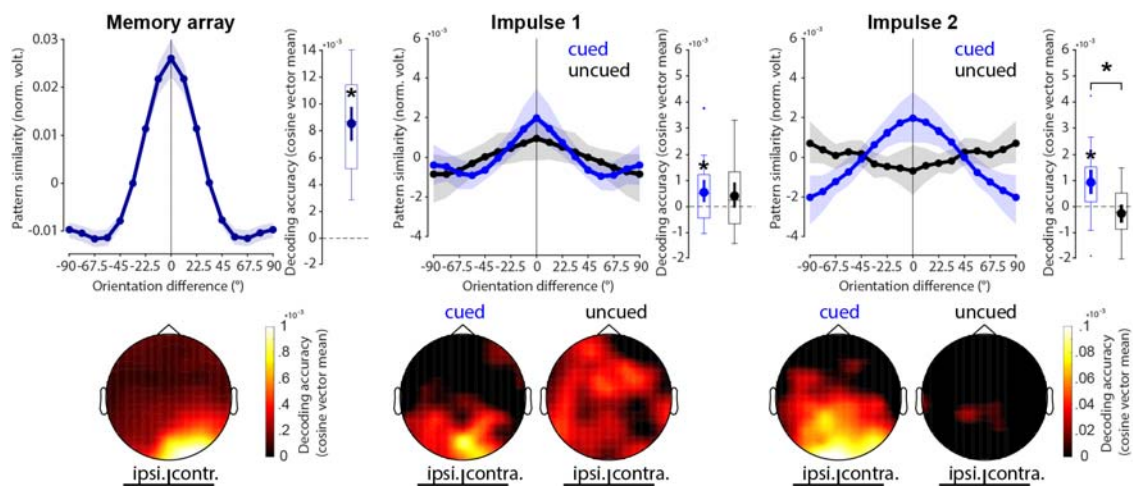 Memory array
Impulse 1
Impulse 2
0.03
0.02
0.01
0
-0.01
Pattern similarity (norm. volt.)
-90 -67.5 -45 -22.5 0 22.5 45 67.5 90
Orientation difference (°)
•10⁻³
14
12
10
8
6
4
2
0
-2
Decoding accuracy (cosine vector mean)
*
•10⁻³
6
4
2
0
-2
-4
Pattern similarity (norm. volt.)
cued
uncued
-90 -67.5 -45 -22.5 0 22.5 45 67.5 90
Orientation difference (°)
•10⁻³
6
5
4
3
2
1
0
-1
-2
Decoding accuracy (cosine vector mean)
*
•10⁻³
6
4
2
0
-2
-4
Pattern similarity (norm. volt.)
cued
uncued
-90 -67.5 -45 -22.5 0 22.5 45 67.5 90
Orientation difference (°)
•10⁻³
6
5
4
3
2
1
0
-1
-2
Decoding accuracy (cosine vector mean)
*
*
•10⁻³
1
.8
.6
.4
.2
0
Decoding accuracy
(cosine vector mean)
ipsi. contr.
cued
uncued
ipsi. contra.
ipsi. contra.
cued
uncued
ipsi. contra.
ipsi. contra.
•10⁻³
.1
.08
.06
.04
.02
0
Decoding accuracy
(cosine vector mean)